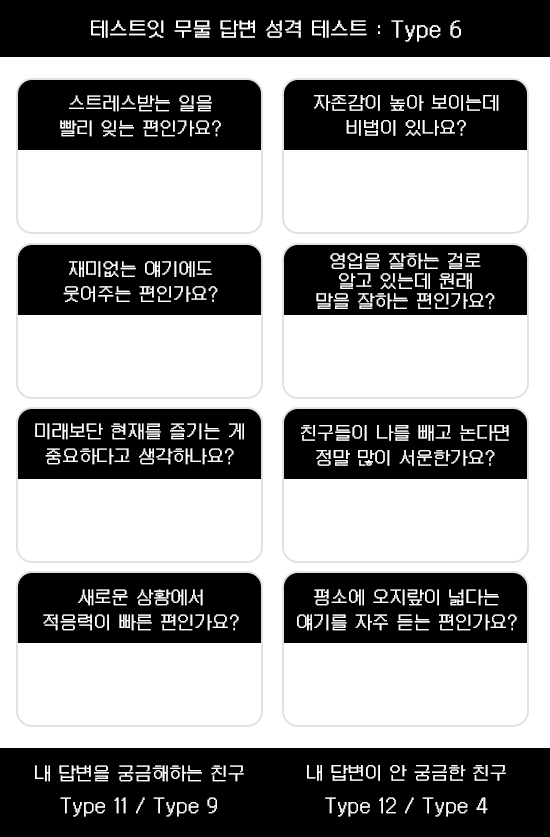 테스트잇 무물 답변 성격 테스트 : Type 6
스트레스받는 일을
빨리 잊는 편인가요?
자존감이 높아 보이는데
비법이 있나요?
재미없는 얘기에도
웃어주는 편인가요?
영업을 잘하는 걸로
알고 있는데 원래
말을 잘하는 편인가요?
미래보단 현재를 즐기는 게
중요하다고 생각하나요?
친구들이 나를 빼고 논다면
정말 많이 서운한가요?
새로운 상황에서
적응력이 빠른 편인가요?
평소에 오지랖이 넓다는
얘기를 자주 듣는 편인가요?
내 답변을 궁금해하는 친구
Type 11 / Type 9
내 답변이 안 궁금한 친구
Type 12 / Type 4